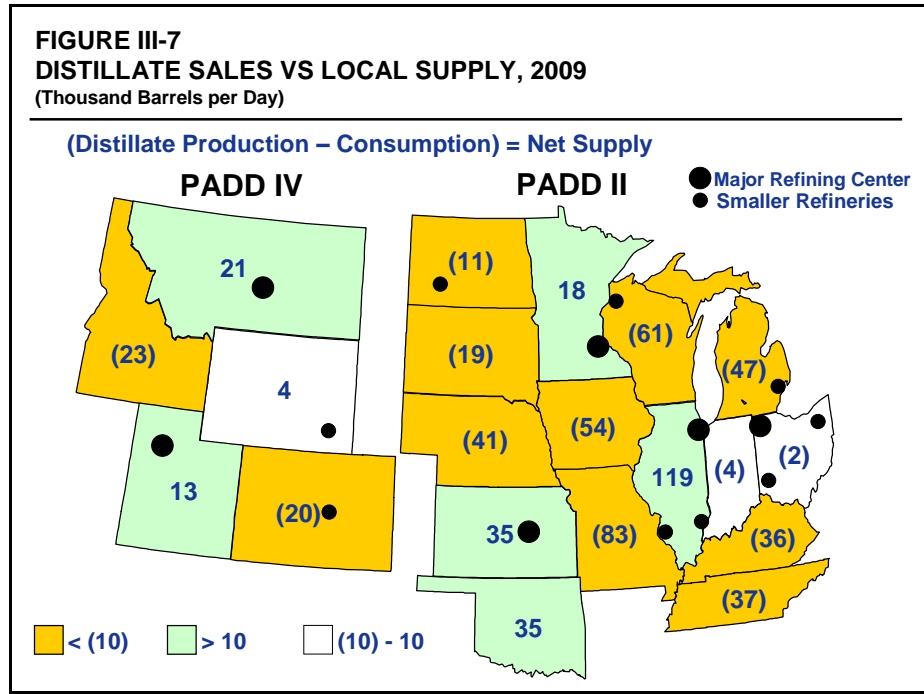 FIGURE III-7
DISTILLATE SALES VS LOCAL SUPPLY, 2009
(Thousand Barrels per Day)
(Distillate Production – Consumption) = Net Supply
PADD IV
PADD II
Major Refining Center
Smaller Refineries
21
(23)
4
13
(20)
(11)
18
(61)
(19)
(47)
(41)
(54)
119
(4)
(2)
35
(83)
(36)
(37)
35
< (10)
> 10
(10) - 10